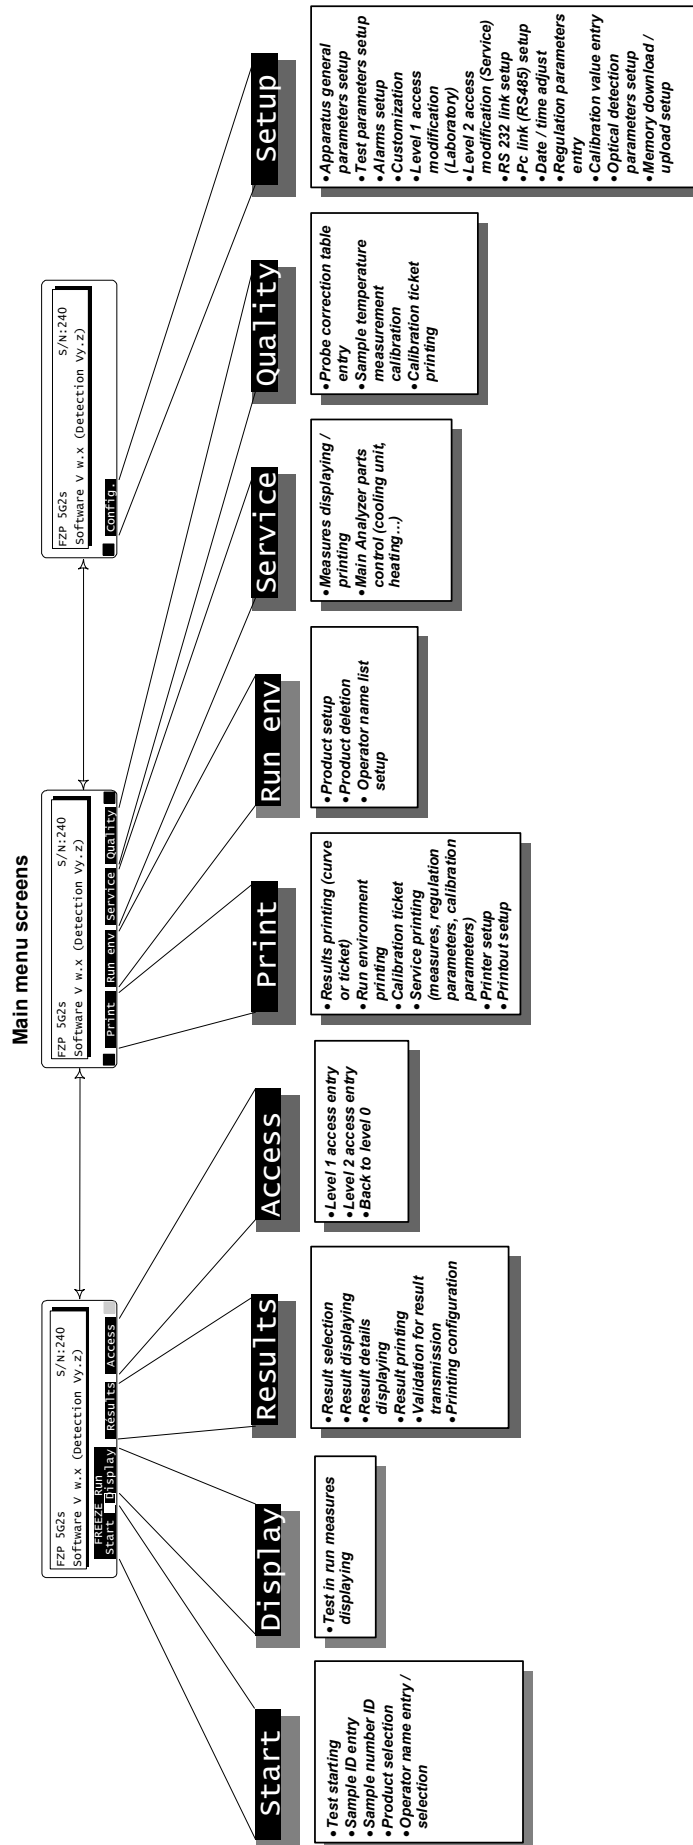 Main menu screens
FZP 5G2s S/N:240
Software V w.x (Detection Vy.z)
FREEZE Run
Start Display Résults Access
FZP 5G2s S/N:240
Software V w.x (Detection Vy.z)
Print Run env Service Quality
FZP 5G2s S/N:240
Software V w.x (Detection Vy.z)
Config.
Start
•Test starting
•Sample ID entry
•Sample number ID
•Product selection
•Operator name entry /
selection
Display
•Test in run measures
displaying
Results
•Result selection
•Result displaying
•Result details
displaying
•Result printing
•Validation for result
transmission
•Printing configuration
Access
•Level 1 access entry
•Level 2 access entry
•Back to level 0
Print
•Results printing (curve
or ticket)
•Run environment
printing
•Calibration ticket
•Service printing
(measures, regulation
parameters, calibration
parameters)
•Printer setup
•Printout setup
Run env
•Product setup
•Product deletion
• Operator name list
setup
Service
•Measures displaying /
printing
•Main Analyzer parts
control (cooling unit,
heating...)
Quality
•Probe correction table
entry
•Sample temperature
measurement
calibration
•Calibration ticket
printing
Setup
•Apparatus general
parameters setup
•Test parameters setup
•Alarms setup
•Customization
•Level 1 access
modification
(Laboratory)
•Level 2 access
modification (Service)
•RS 232 link setup
•Pc link (RS485) setup
•Date / time adjust
•Regulation parameters
entry
•Calibration value entry
•Optical detection
parameters setup
•Memory download /
upload setup